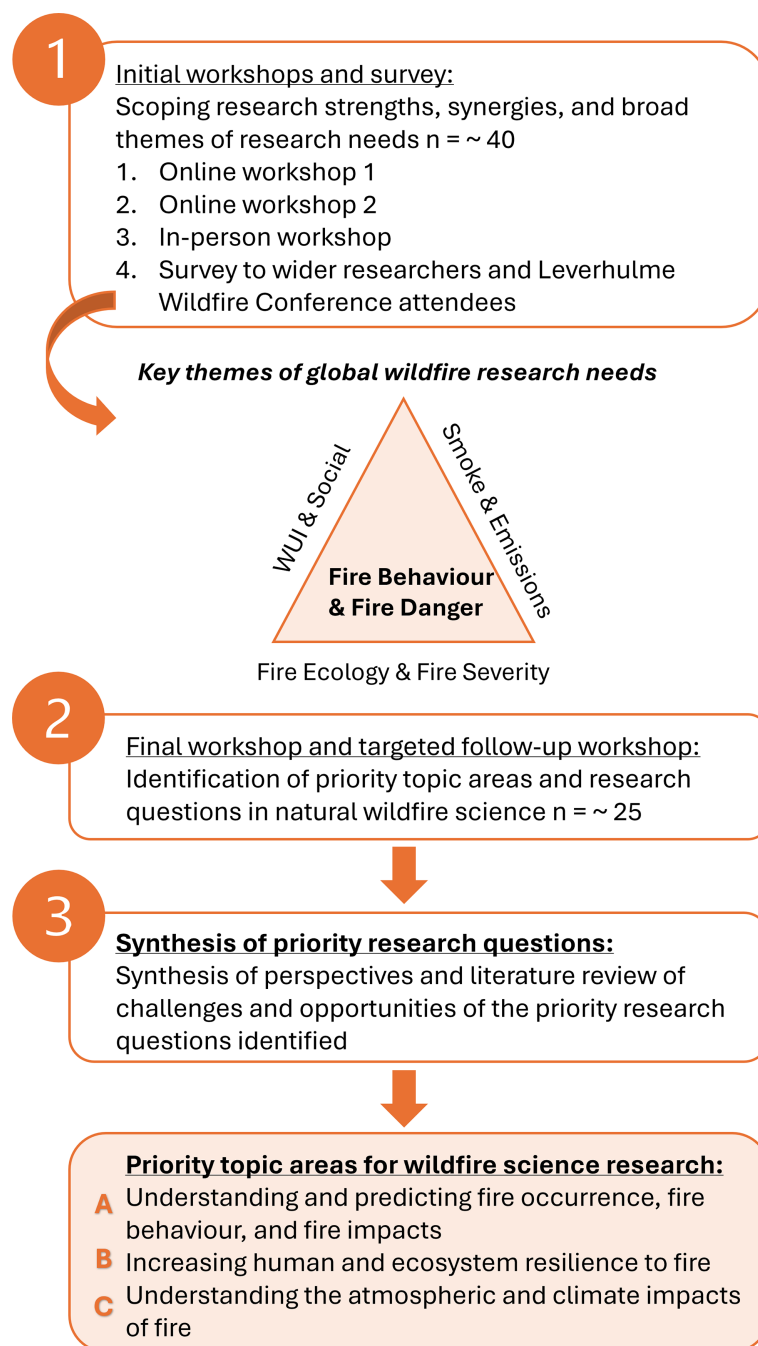 1
Initial workshops and survey:
Scoping research strengths, synergies, and broad
themes of research needs n = ~ 40
1. Online workshop 1
2. Online workshop 2
3. In-person workshop
4. Survey to wider researchers and Leverhulme
Wildfire Conference attendees
Key themes of global wildfire research needs
WUI & Social
Smoke & Emissions
Fire Behaviour
& Fire Danger
Fire Ecology & Fire Severity
2
Final workshop and targeted follow-up workshop:
Identification of priority topic areas and research
questions in natural wildfire science n = ~ 25
3
Synthesis of priority research questions:
Synthesis of perspectives and literature review of
challenges and opportunities of the priority research
questions identified
Priority topic areas for wildfire science research:
A Understanding and predicting fire occurrence, fire
behaviour, and fire impacts
B Increasing human and ecosystem resilience to fire
C Understanding the atmospheric and climate impacts
of fire